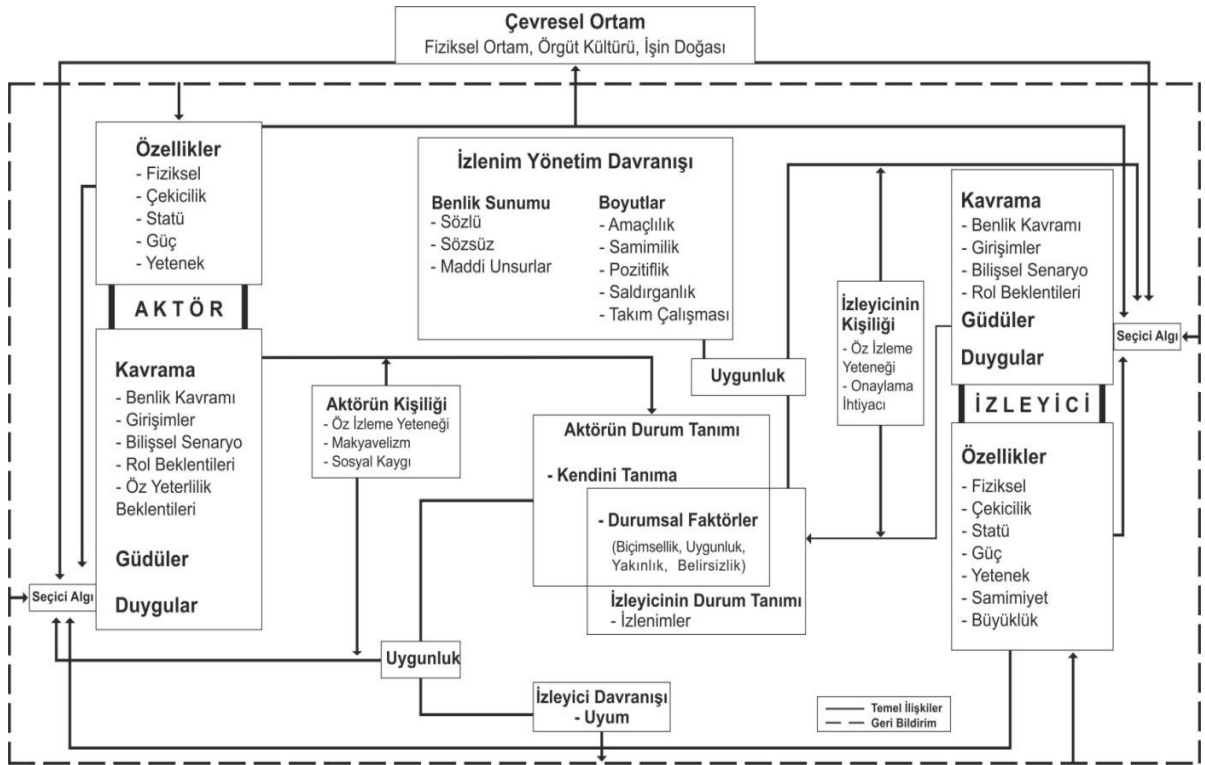 Çevresel Ortam
Fiziksel Ortam, Örgüt Kültürü, İşin Doğası
Özellikler
- Fiziksel
- Çekicilik
- Statü
- Güç
- Yetenek
AKTÖR
Kavrama
- Benlik Kavramı
- Girişimler
- Bilişsel Senaryo
- Rol Beklentileri
- Öz Yeterlilik
Beklentileri
Güdüler
Duygular
Seçici Algı
İzlenim Yönetim Davranışı
Benlik Sunumu
- Sözlü
- Sözsüz
- Maddi Unsurlar
Boyutlar
- Amaçlılık
- Samimilik
- Pozitiflik
- Saldırganlık
- Takım Çalışması
Uygunluk
Aktörün Kişiliği
- Öz İzleme Yeteneği
- Makyavelizm
- Sosyal Kaygı
Aktörün Durum Tanımı
- Kendini Tanıma
- Durumsal Faktörler
(Biçimsellik, Uygunluk,
Yakınlık, Belirsizlik)
İzleyicinin Durum Tanımı
- İzlenimler
Uygunluk
İzleyici Davranışı
- Uyum
İzleyicinin
Kişiliği
- Öz İzleme
Yeteneği
- Onaylama
İhtiyacı
Kavrama
- Benlik Kavramı
- Girişimler
- Bilişsel Senaryo
- Rol Beklentileri
Güdüler
Duygular
Seçici Algı
İZLEYİCİ
Özellikler
- Fiziksel
- Çekicilik
- Statü
- Güç
- Yetenek
- Samimiyet
- Büyüklük
Temel İlişkiler
Geri Bildirim